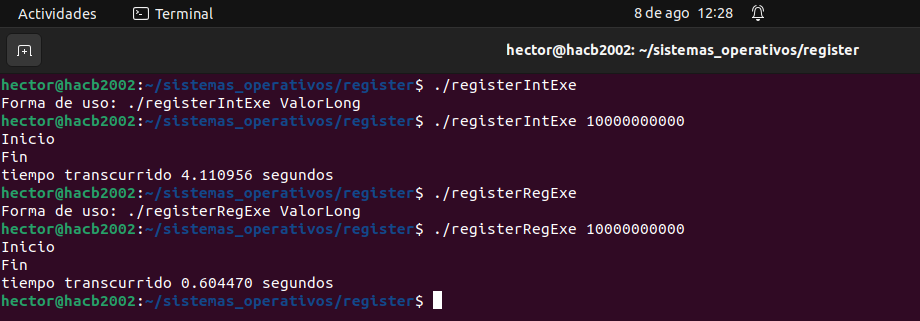 Actividades Terminal 8 de ago 12:28
hector@hacb2002: ~/sistemas_operativos/register
hector@hacb2002:~/sistemas_operativos/register$ ./registerIntExe
Forma de uso: ./registerIntExe ValorLong
hector@hacb2002:~/sistemas_operativos/register$ ./registerIntExe 10000000000
Inicio
Fin
tiempo transcurrido 4.110956 segundos
hector@hacb2002:~/sistemas_operativos/register$ ./registerRegExe
Forma de uso: ./registerRegExe ValorLong
hector@hacb2002:~/sistemas_operativos/register$ ./registerRegExe 10000000000
Inicio
Fin
tiempo transcurrido 0.604470 segundos
hector@hacb2002:~/sistemas_operativos/register$